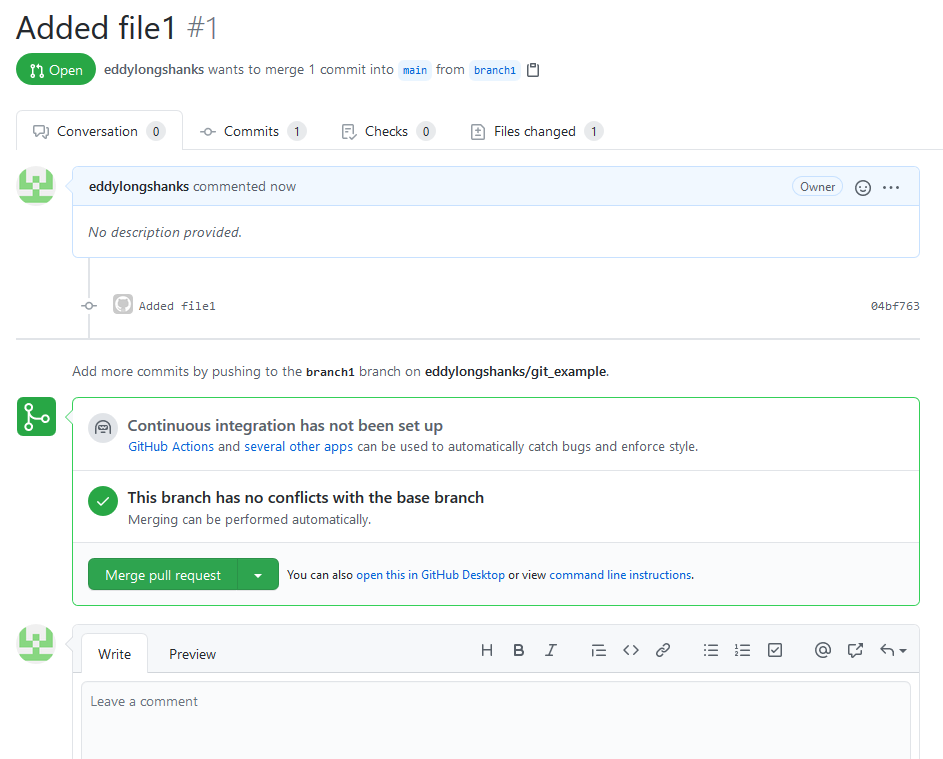 Added file1 #1
Open eddylongshanks wants to merge 1 commit into main from branch1
Conversation 0 Commits 1 Checks 0 Files changed 1
eddylongshanks commented now Owner
No description provided.
Added file1 04bf763
Add more commits by pushing to the branch1 branch on eddylongshanks/git_example.
Continuous integration has not been set up
GitHub Actions and several other apps can be used to automatically catch bugs and enforce style.
This branch has no conflicts with the base branch
Merging can be performed automatically.
Merge pull request You can also open this in GitHub Desktop or view command line instructions.
Write Preview
Leave a comment